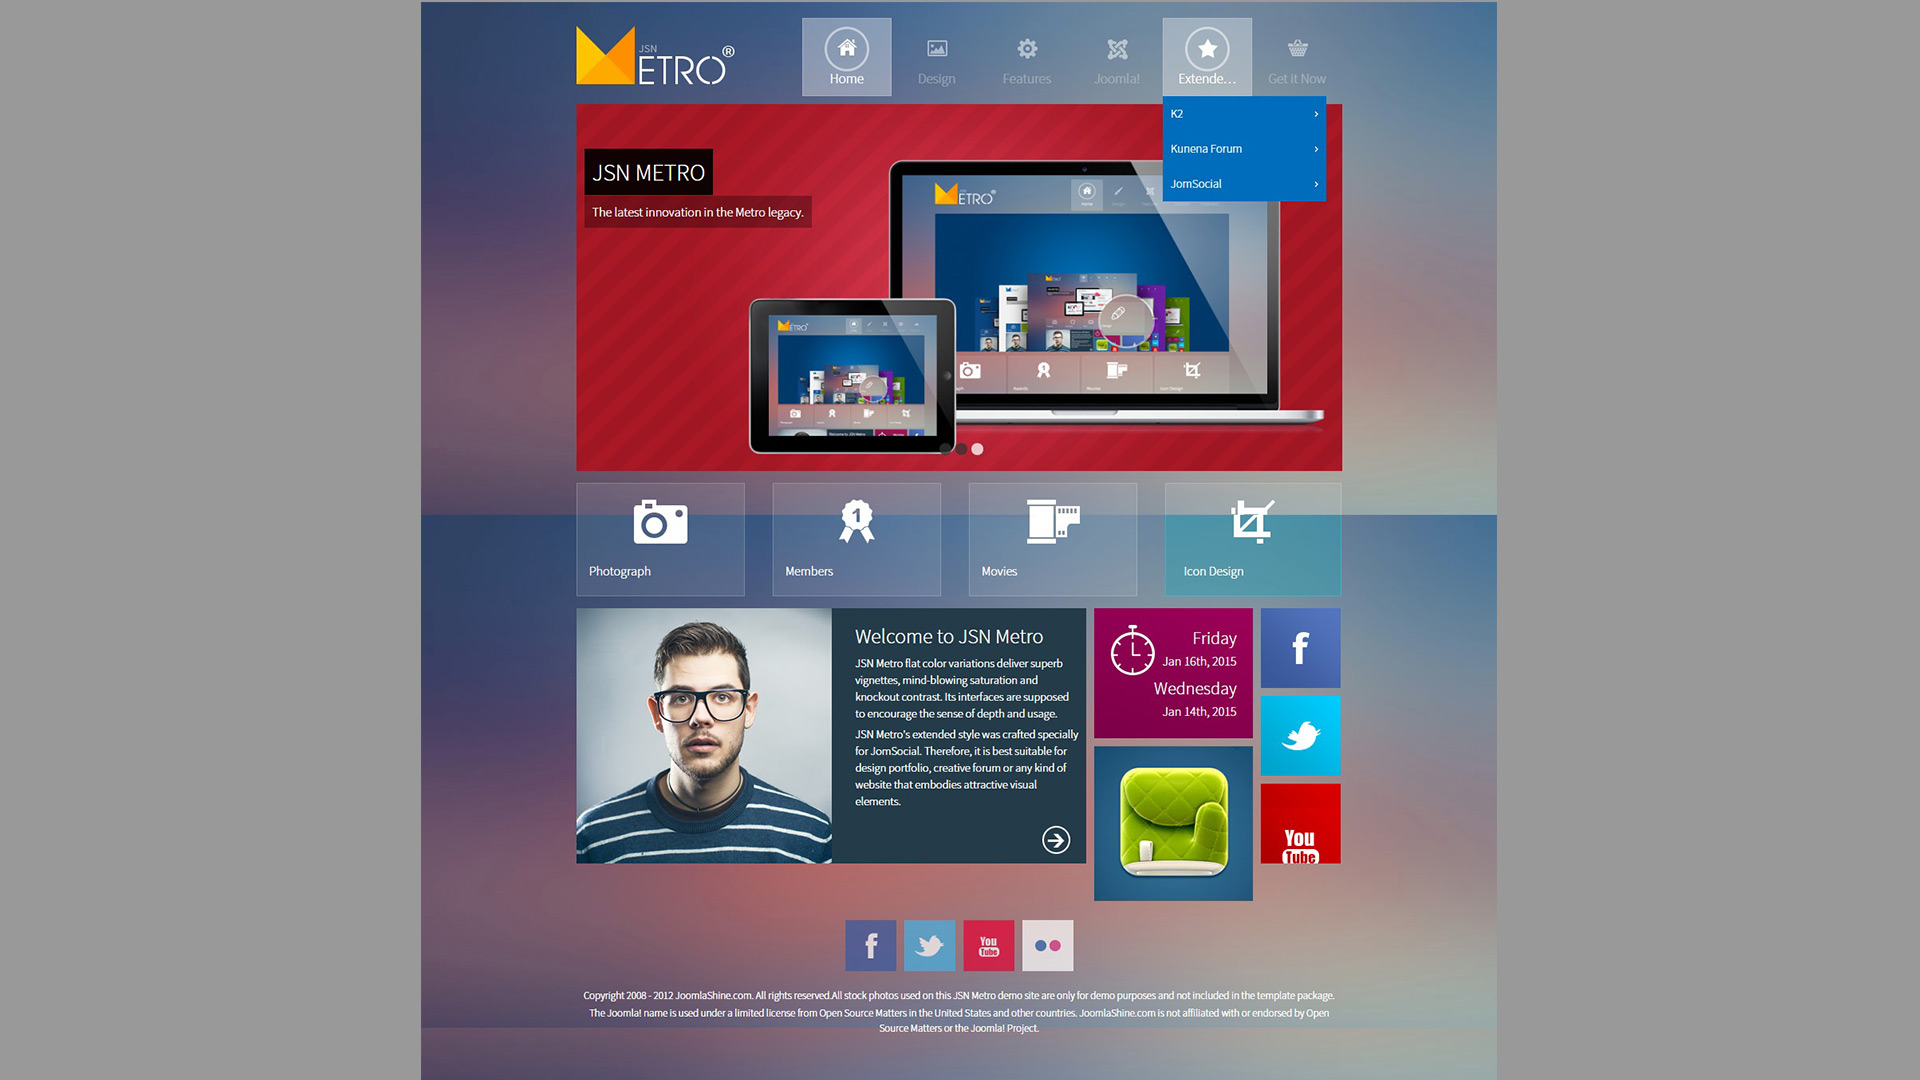 JSN
METRO®
Home
Design
Features
Joomla!
Extende...
Get it Now
K2
Kunena Forum
JomSocial
JSN METRO
The latest innovation in the Metro legacy.
Photograph
1
Members
Movies
Icon Design
Welcome to JSN Metro
JSN Metro flat color variations deliver superb
vignettes, mind-blowing saturation and
knockout contrast. Its interfaces are supposed
to encourage the sense of depth and usage.
JSN Metro's extended style was crafted specially
for JomSocial. Therefore, it is best suitable for
design portfolio, creative forum or any kind of
website that embodies attractive visual
elements.
Friday
Jan 16th, 2015
Wednesday
Jan 14th, 2015
f
You
Tube
f
You
Tube
Copyright 2008 - 2012 JoomlaShine.com. All rights reserved.All stock photos used on this JSN Metro demo site are only for demo purposes and not included in the template package.
The Joomla! name is used under a limited license from Open Source Matters in the United States and other countries. JoomlaShine.com is not affiliated with or endorsed by Open
Source Matters or the Joomla! Project.